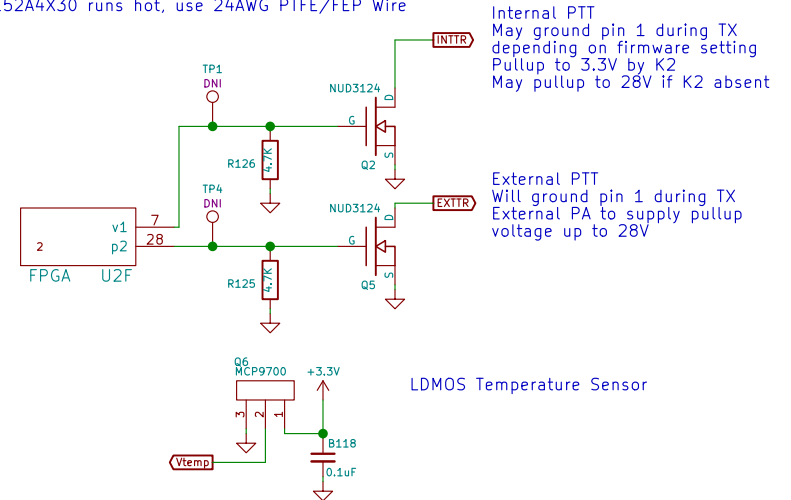 152A4X30 runs hot, use 24AWG PTFE/FEP Wire
Internal PTT
May ground pin 1 during TX
depending on firmware setting
Pullup to 3.3V by K2
May pullup to 28V if K2 absent
INTTR
TP1
DNI
NUD3124
D
G
S
Q2
R126
4.7K
External PTT
Will ground pin 1 during TX
External PA to supply pullup
voltage up to 28V
EXTTR
TP4
DNI
NUD3124
D
G
S
Q5
R125
4.7K
v1
7
p2
28
2
FPGA
U2F
Q6
MCP9700
+3.3V
3
2
1
LDMOS Temperature Sensor
B118
0.1uF
Vtemp